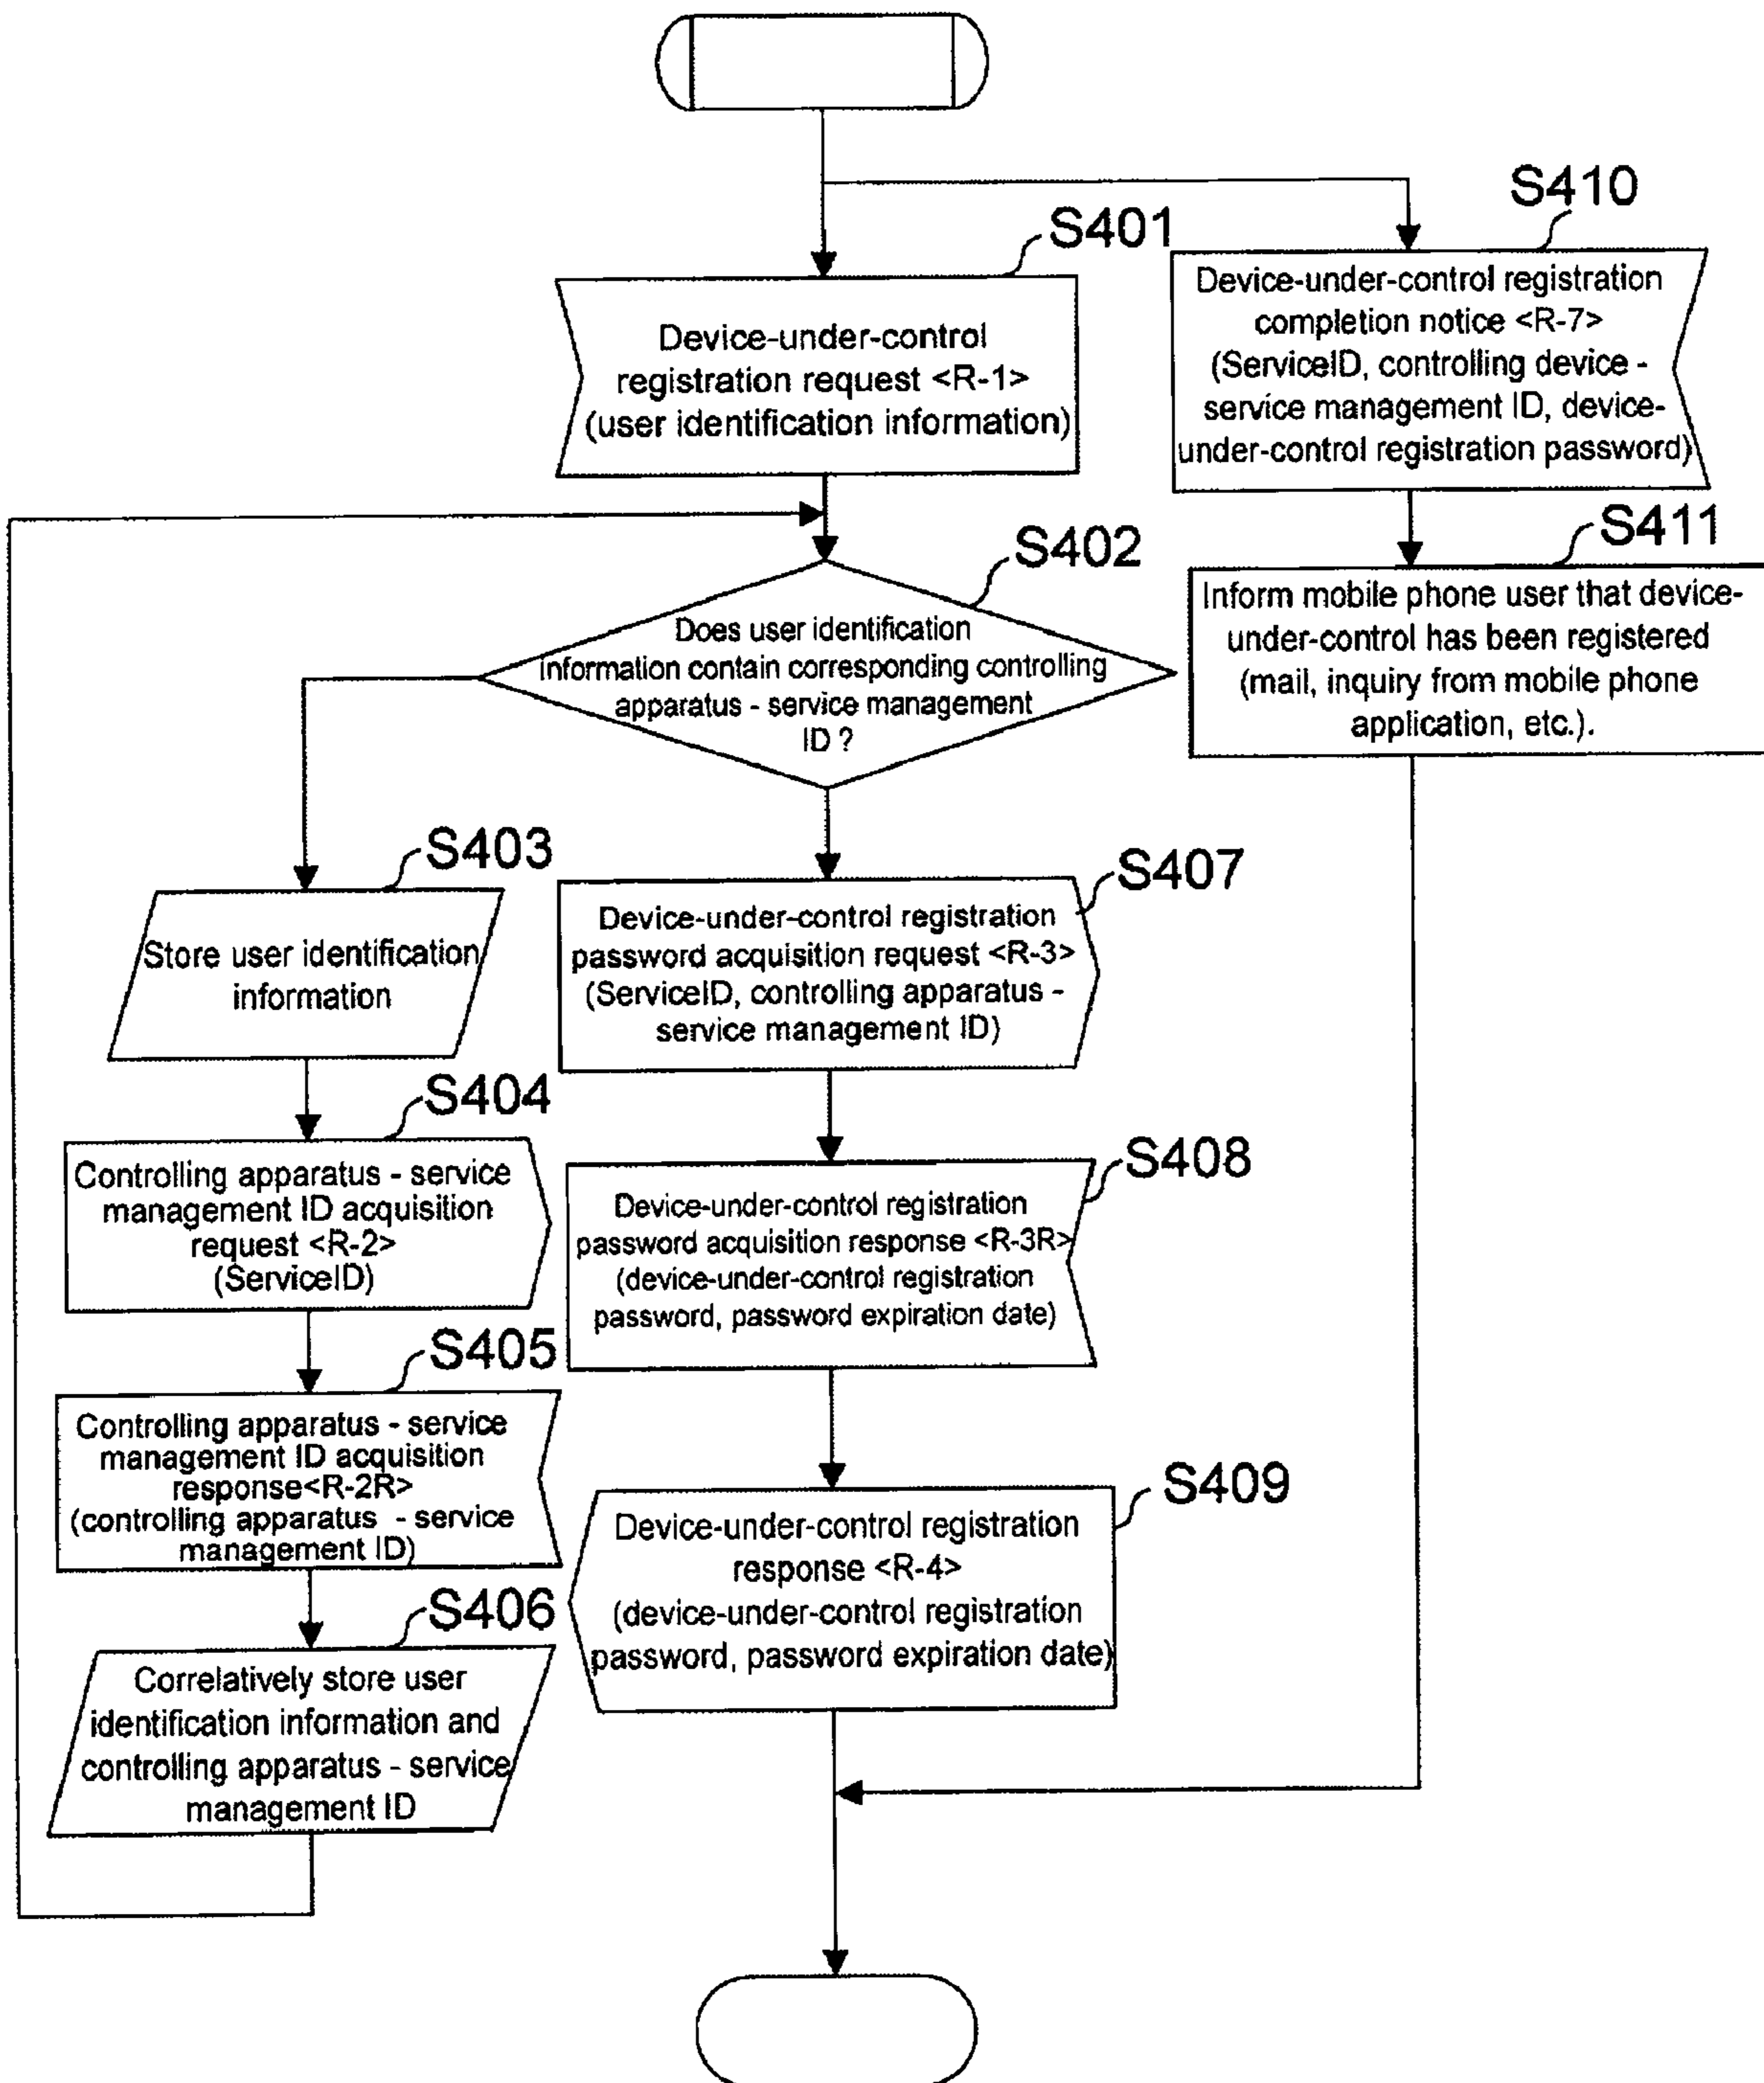 S401
Device-under-control
registration request <R-1>
(user identification information)
S410
Device-under-control registration
completion notice <R-7>
(ServiceID, controlling device -
service management ID, device-
under-control registration password)
S411
Inform mobile phone user that device-
under-control has been registered
(mail, inquiry from mobile phone
application, etc.).
S402
Does user identification
information contain corresponding controlling
apparatus - service management
ID ?
S403
Store user identification
information
S404
Controlling apparatus - service
management ID acquisition
request <R-2>
(ServiceID)
S405
Controlling apparatus - service
management ID acquisition
response<R-2R>
(controlling apparatus - service
management ID)
S406
Correlatively store user
identification information and
controlling apparatus - service
management ID
S407
Device-under-control registration
password acquisition request <R-3>
(ServiceID, controlling apparatus -
service management ID)
S408
Device-under-control registration
password acquisition response <R-3R>
(device-under-control registration
password, password expiration date)
S409
Device-under-control registration
response <R-4>
(device-under-control registration
password, password expiration date)